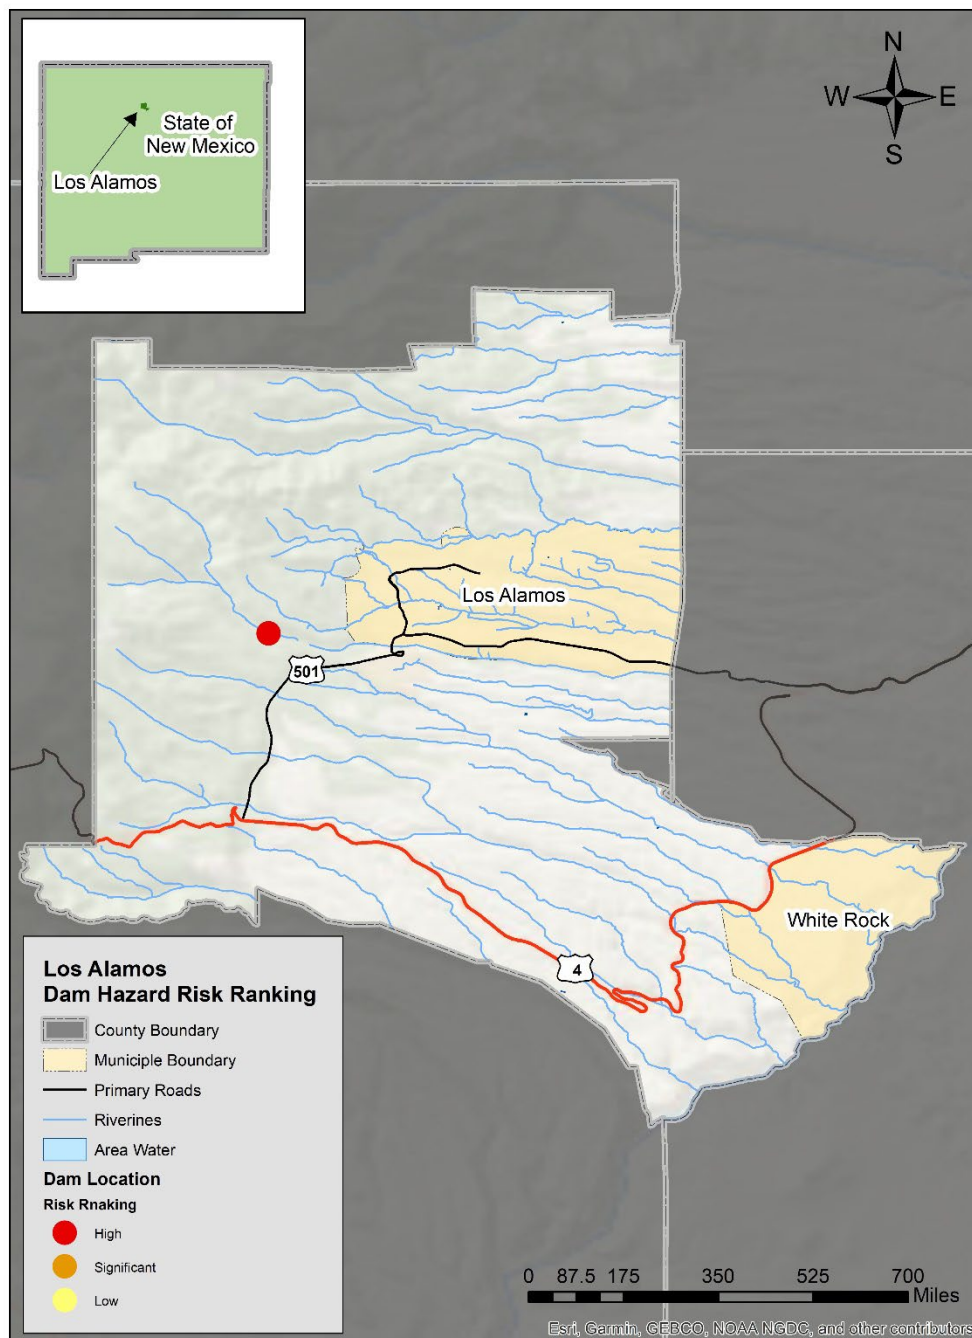 N
W
E
S
State of
New Mexico
Los Alamos
Los Alamos
501
White Rock
4
Los Alamos
Dam Hazard Risk Ranking
County Boundary
Municiple Boundary
Primary Roads
Riverines
Area Water
Dam Location
Risk Rnaking
High
Significant
Low
0 87.5 175 350 525 700
Miles
Esri, Garmin, GEBCO, NOAA NGDC, and other contributors